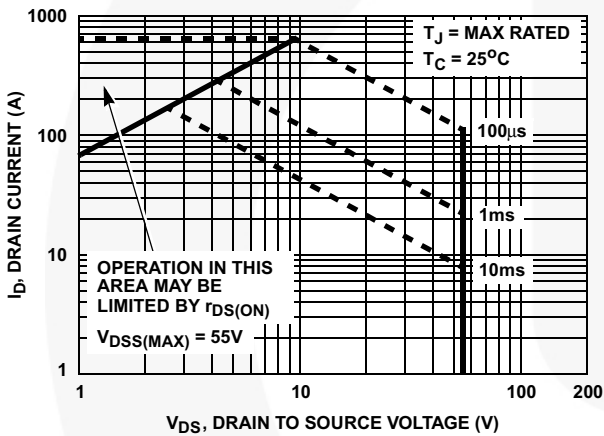 1000
T_J = MAX RATED
T_C = 25°C
100
100µs
1ms
10
10ms
OPERATION IN THIS
AREA MAY BE
LIMITED BY r_DS(ON)
V_DSS(MAX) = 55V
1
1
10
100
200
I_D, DRAIN CURRENT (A)
V_DS, DRAIN TO SOURCE VOLTAGE (V)